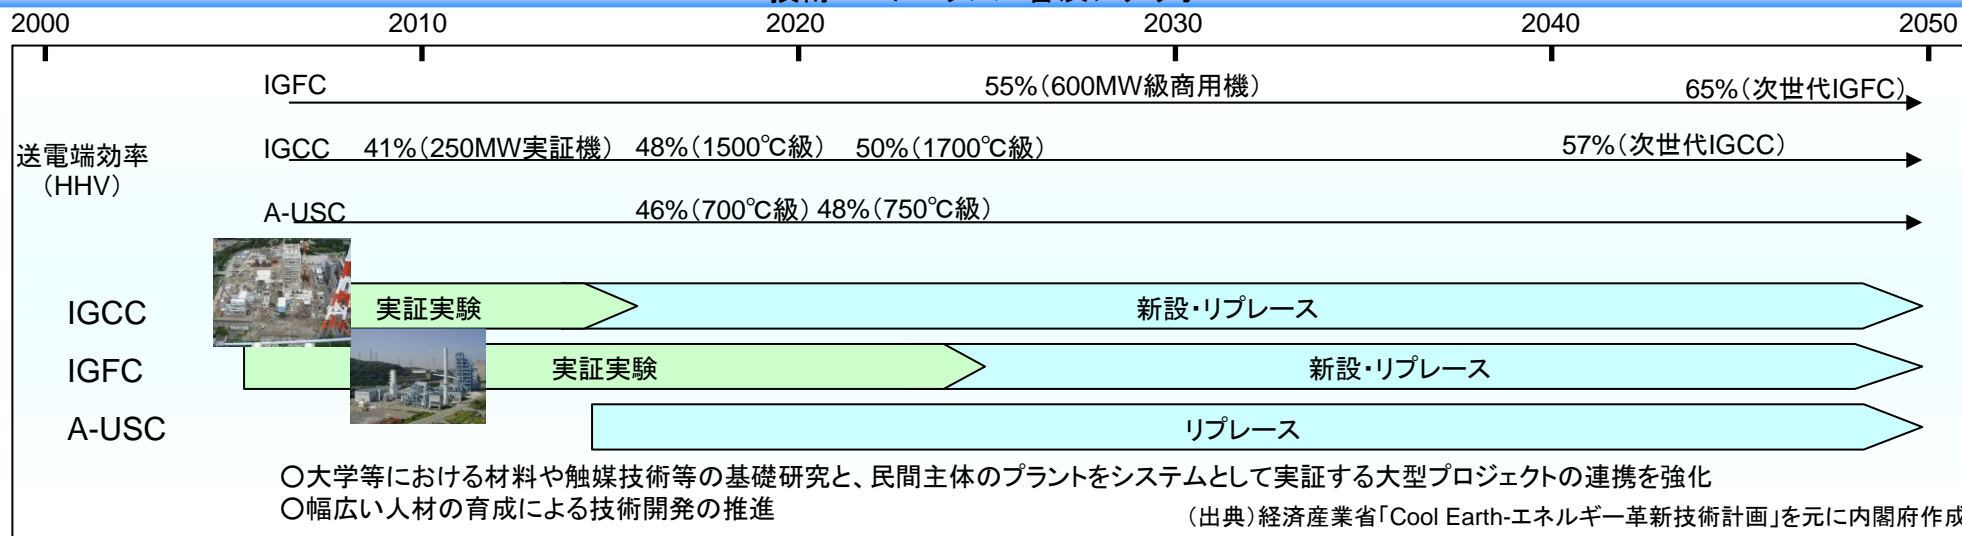 2000 2010 2020 2030 2040 2050
IGFC 55%(600MW級商用機) 65%(次世代IGFC)
送電端効率
(HHV)
IGCC 41%(250MW実証機) 48%(1500℃級) 50%(1700℃級) 57%(次世代IGCC)
A-USC 46%(700℃級) 48%(750℃級)
IGCC 実証実験 新設・リプレース
IGFC 実証実験 新設・リプレース
A-USC リプレース
○大学等における材料や触媒技術等の基礎研究と、民間主体のプラントをシステムとして実証する大型プロジェクトの連携を強化
○幅広い人材の育成による技術開発の推進
(出典)経済産業省「Cool Earth-エネルギー革新技術計画」を元に内閣府作成